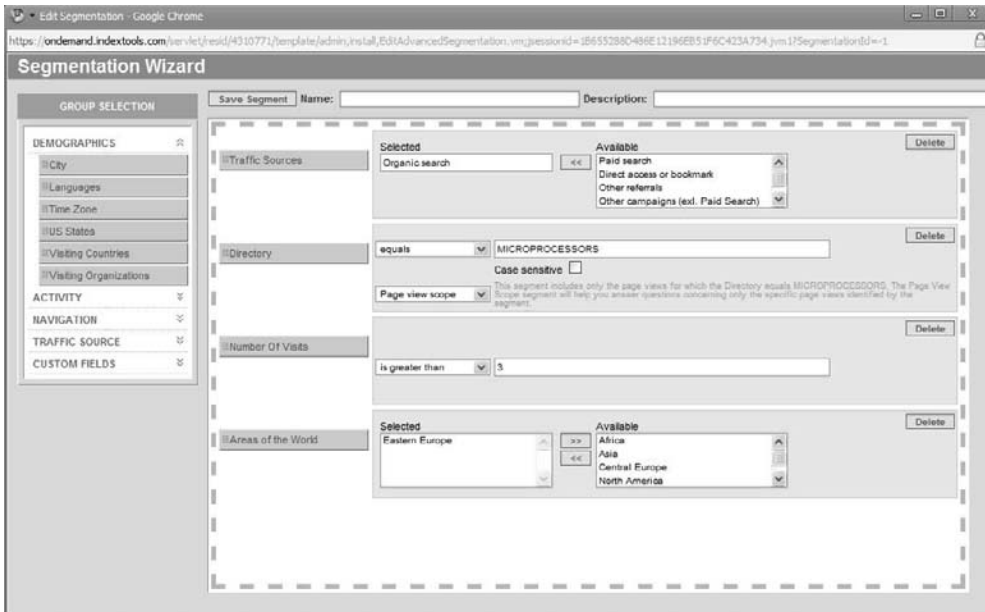 Edit Segmentation - Google Chrome
https://ondemand.indextools.com/servlet/resid/4310771/template/admin,install,EditAdvancedSegmentation.vm;jsessionid=
Segmentation Wizard
GROUP SELECTION
Save Segment Name: Description:
DEMOGRAPHICS
City
Languages
Time Zone
US States
Visiting Countries
Visiting Organizations
ACTIVITY
NAVIGATION
TRAFFIC SOURCE
CUSTOM FIELDS
Traffic Sources
Selected
Organic search
<<
Available
Paid search
Direct access or bookmark
Other referrals
Other campaigns (exl. Paid Search)
Delete
Directory
equals
MICROPROCESSORS
Case sensitive
Page view scope
This segment includes only the page views for which the Directory equals MICROPROCESSORS. The Page View
Scope segment will help you answer questions concerning only the specific page views identified by the
segment.
Delete
Number Of Visits
is greater than
3
Delete
Areas of the World
Selected
Eastern Europe
>>
<<
Available
Africa
Asia
Central Europe
North America
Delete